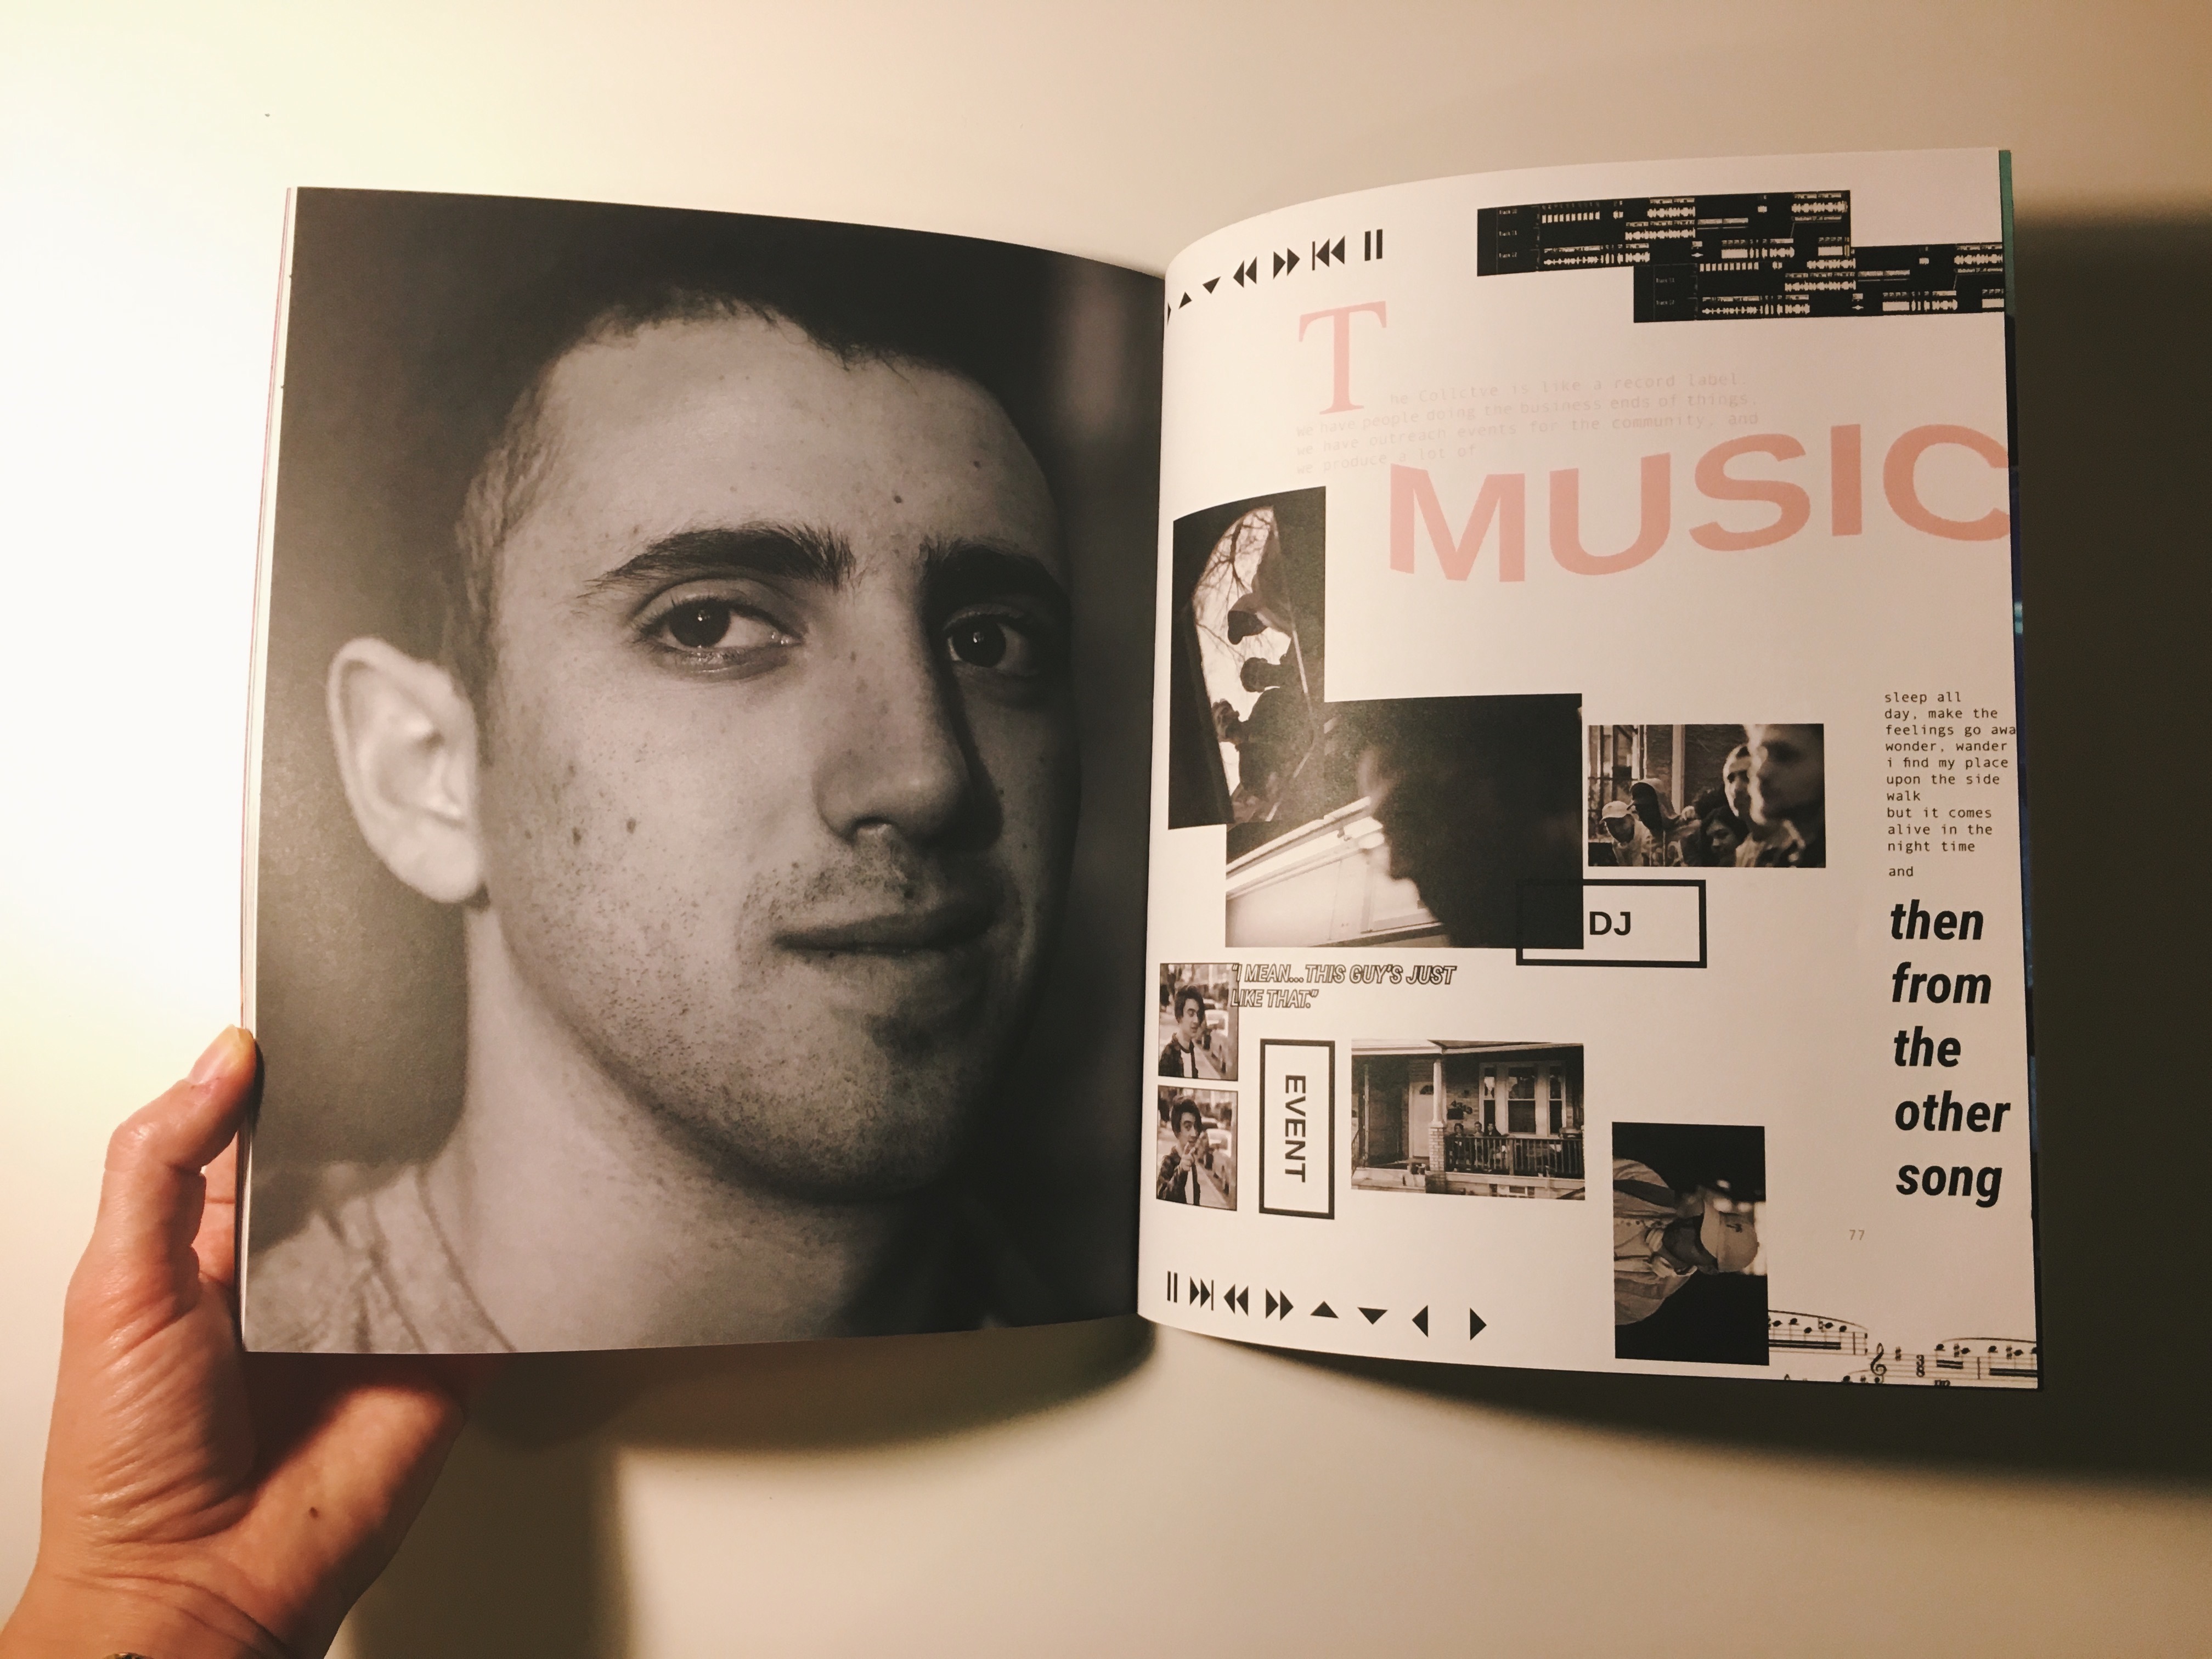 T
he Collctve is like a record label
we have people doing the business ends of things,
we have outreach events for the community, and
we produce a lot of
MUSIC
sleep all
day, make the
feelings go awa
wonder, wander
i find my place
upon the side
walk
but it comes
alive in the
night time
and
then
from
the
other
song
DJ
"I MEAN...THIS GUY'S JUST
LIKE THAT."
EVENT
77